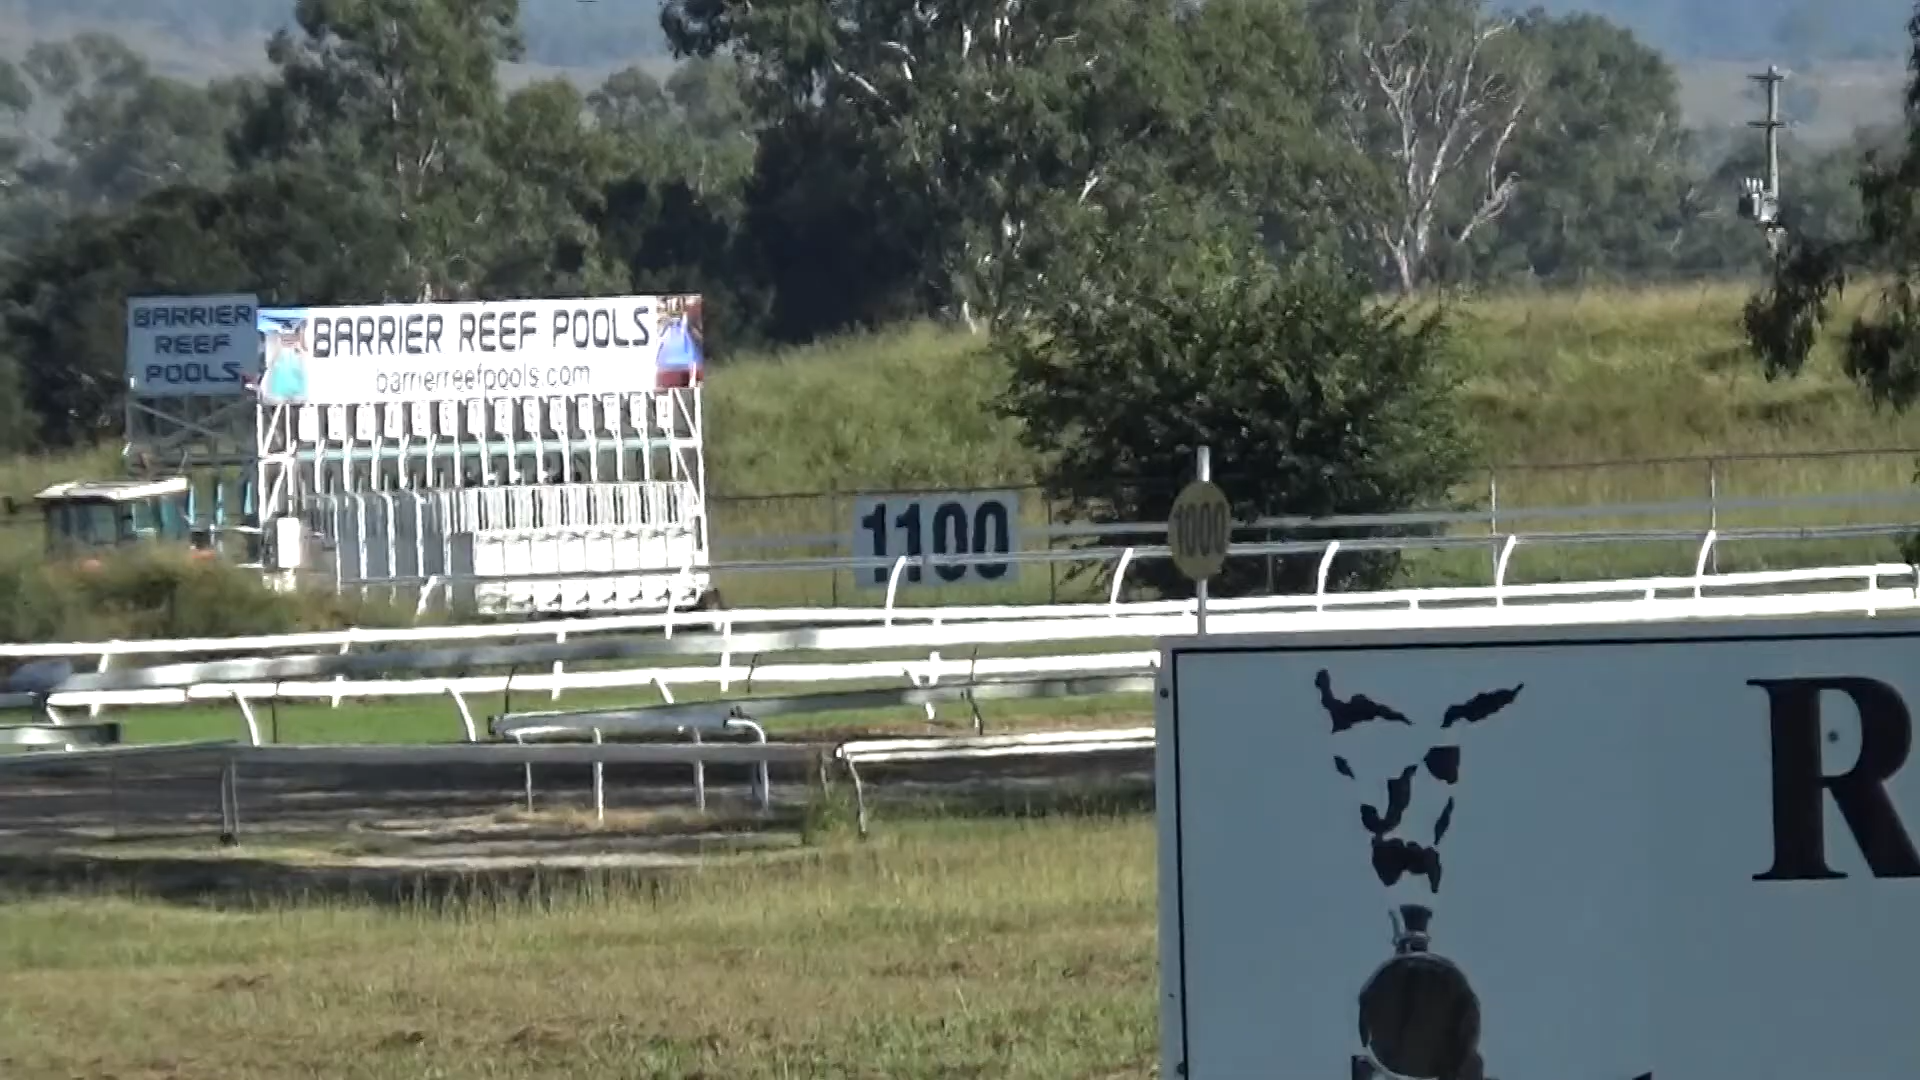 BARRIER
REEF
POOLS
BARRIER REEF POOLS
barrierreefpools.com
1100
1000
R